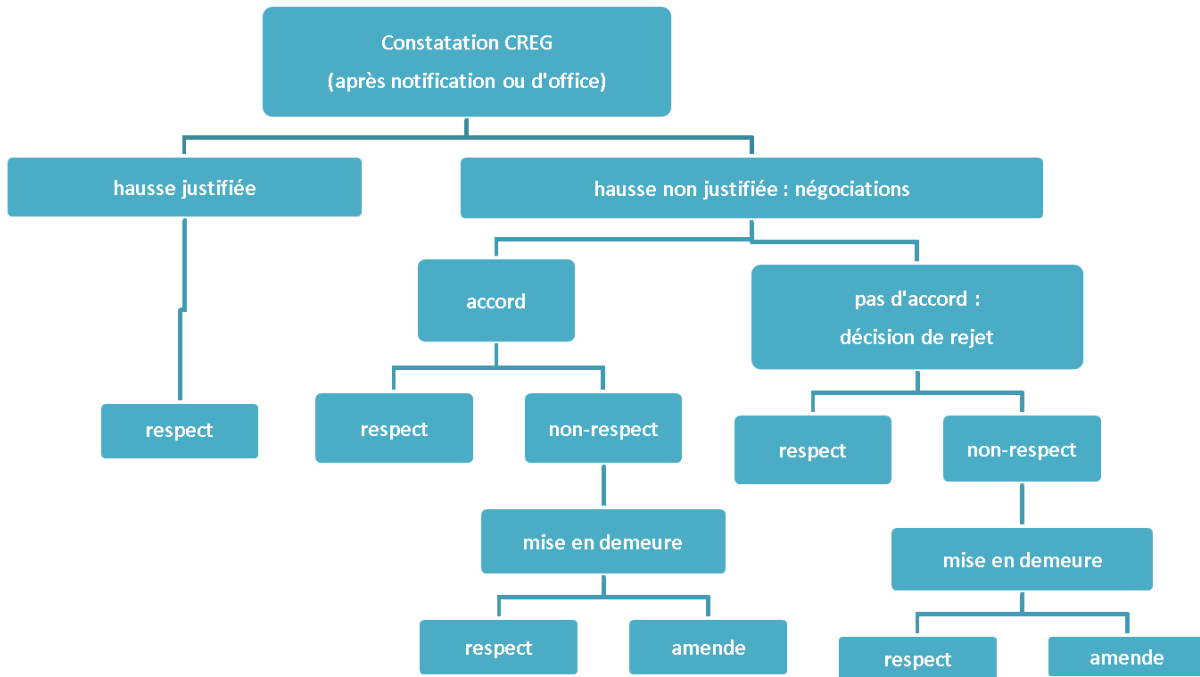 Constatation CREG
(après notification ou d'office)
hausse justifiée
hausse non justifiée : négociations
accord
pas d'accord :
décision de rejet
respect
respect
non-respect
respect
non-respect
mise en demeure
mise en demeure
respect
amende
respect
amende